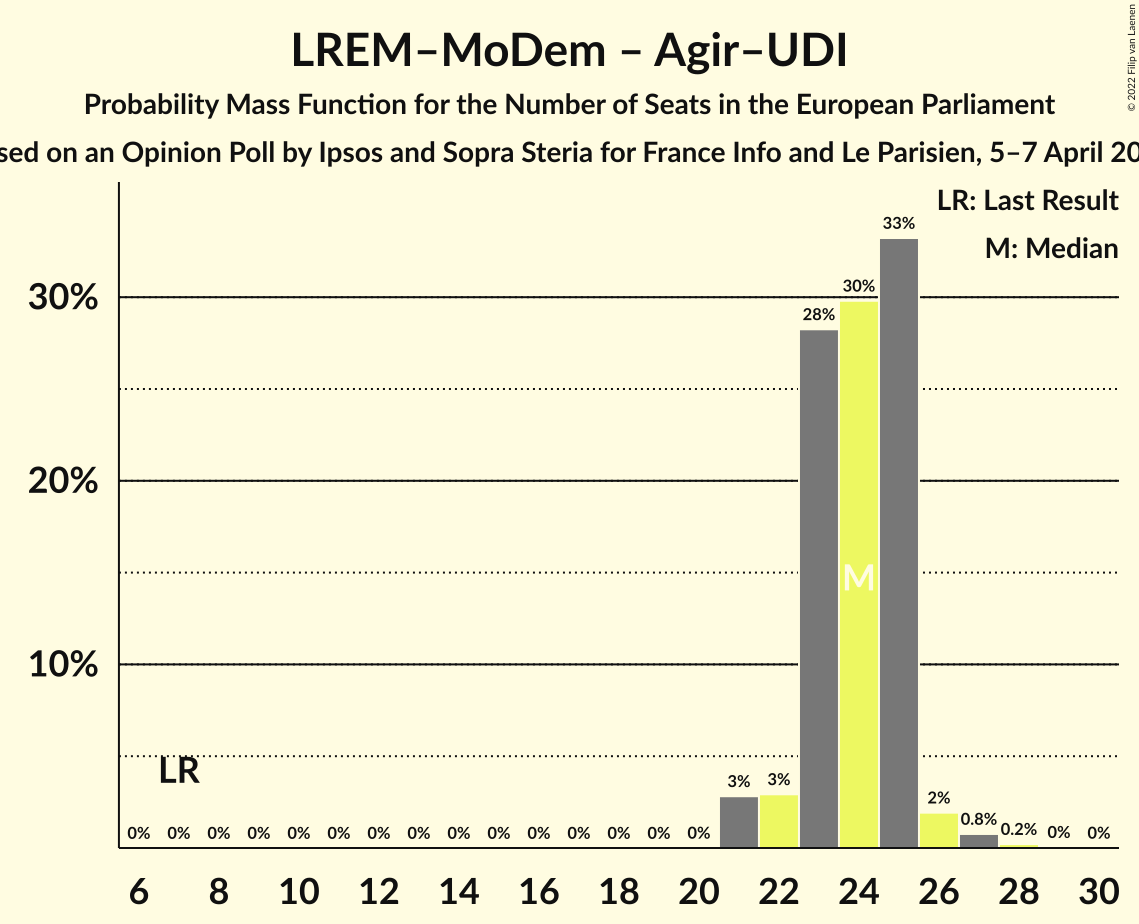 LREM–MoDem – Agir–UDI
Probability Mass Function for the Number of Seats in the European Parliament
sed on an Opinion Poll by Ipsos and Sopra Steria for France Info and Le Parisien, 5–7 April 20
© 2022 Filip van Laenen
LR: Last Result
M: Median
30%
20%
10%
33%
30%
28%
M
LR
0% 0% 0% 0% 0% 0% 0% 0% 0% 0% 0% 0% 0% 0% 0% 3% 3% 2% 0.8% 0.2% 0% 0%
6 8 10 12 14 16 18 20 22 24 26 28 30